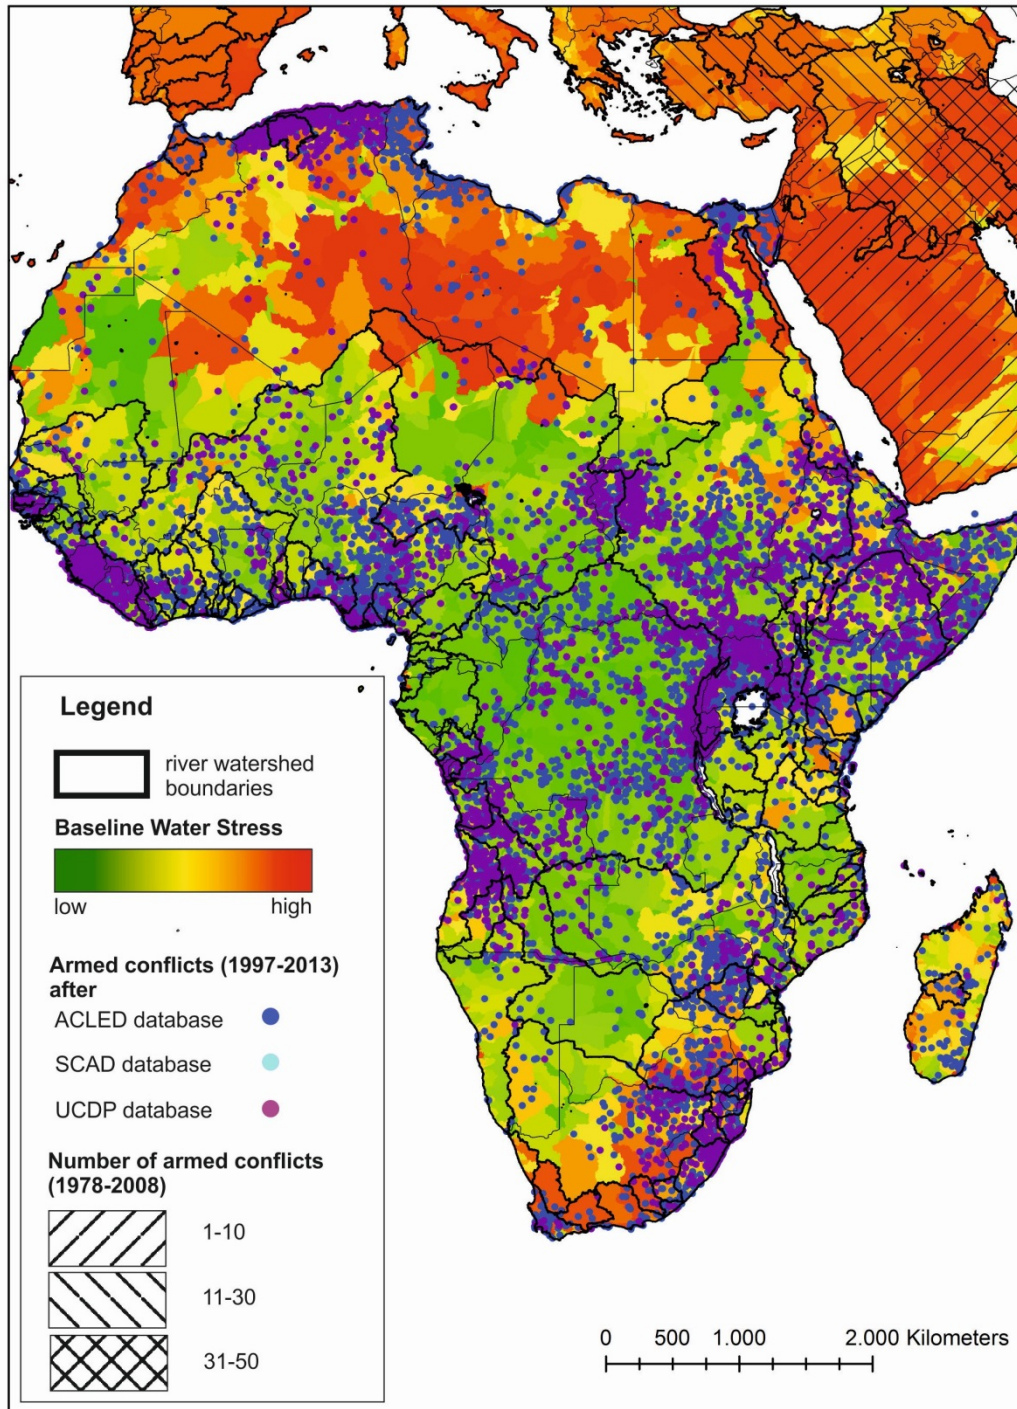 Legend
river watershed
boundaries
Baseline Water Stress
low high
Armed conflicts (1997-2013)
after
ACLED database
SCAD database
UCDP database
Number of armed conflicts
(1978-2008)
1-10
11-30
31-50
0 500 1.000 2.000 Kilometers